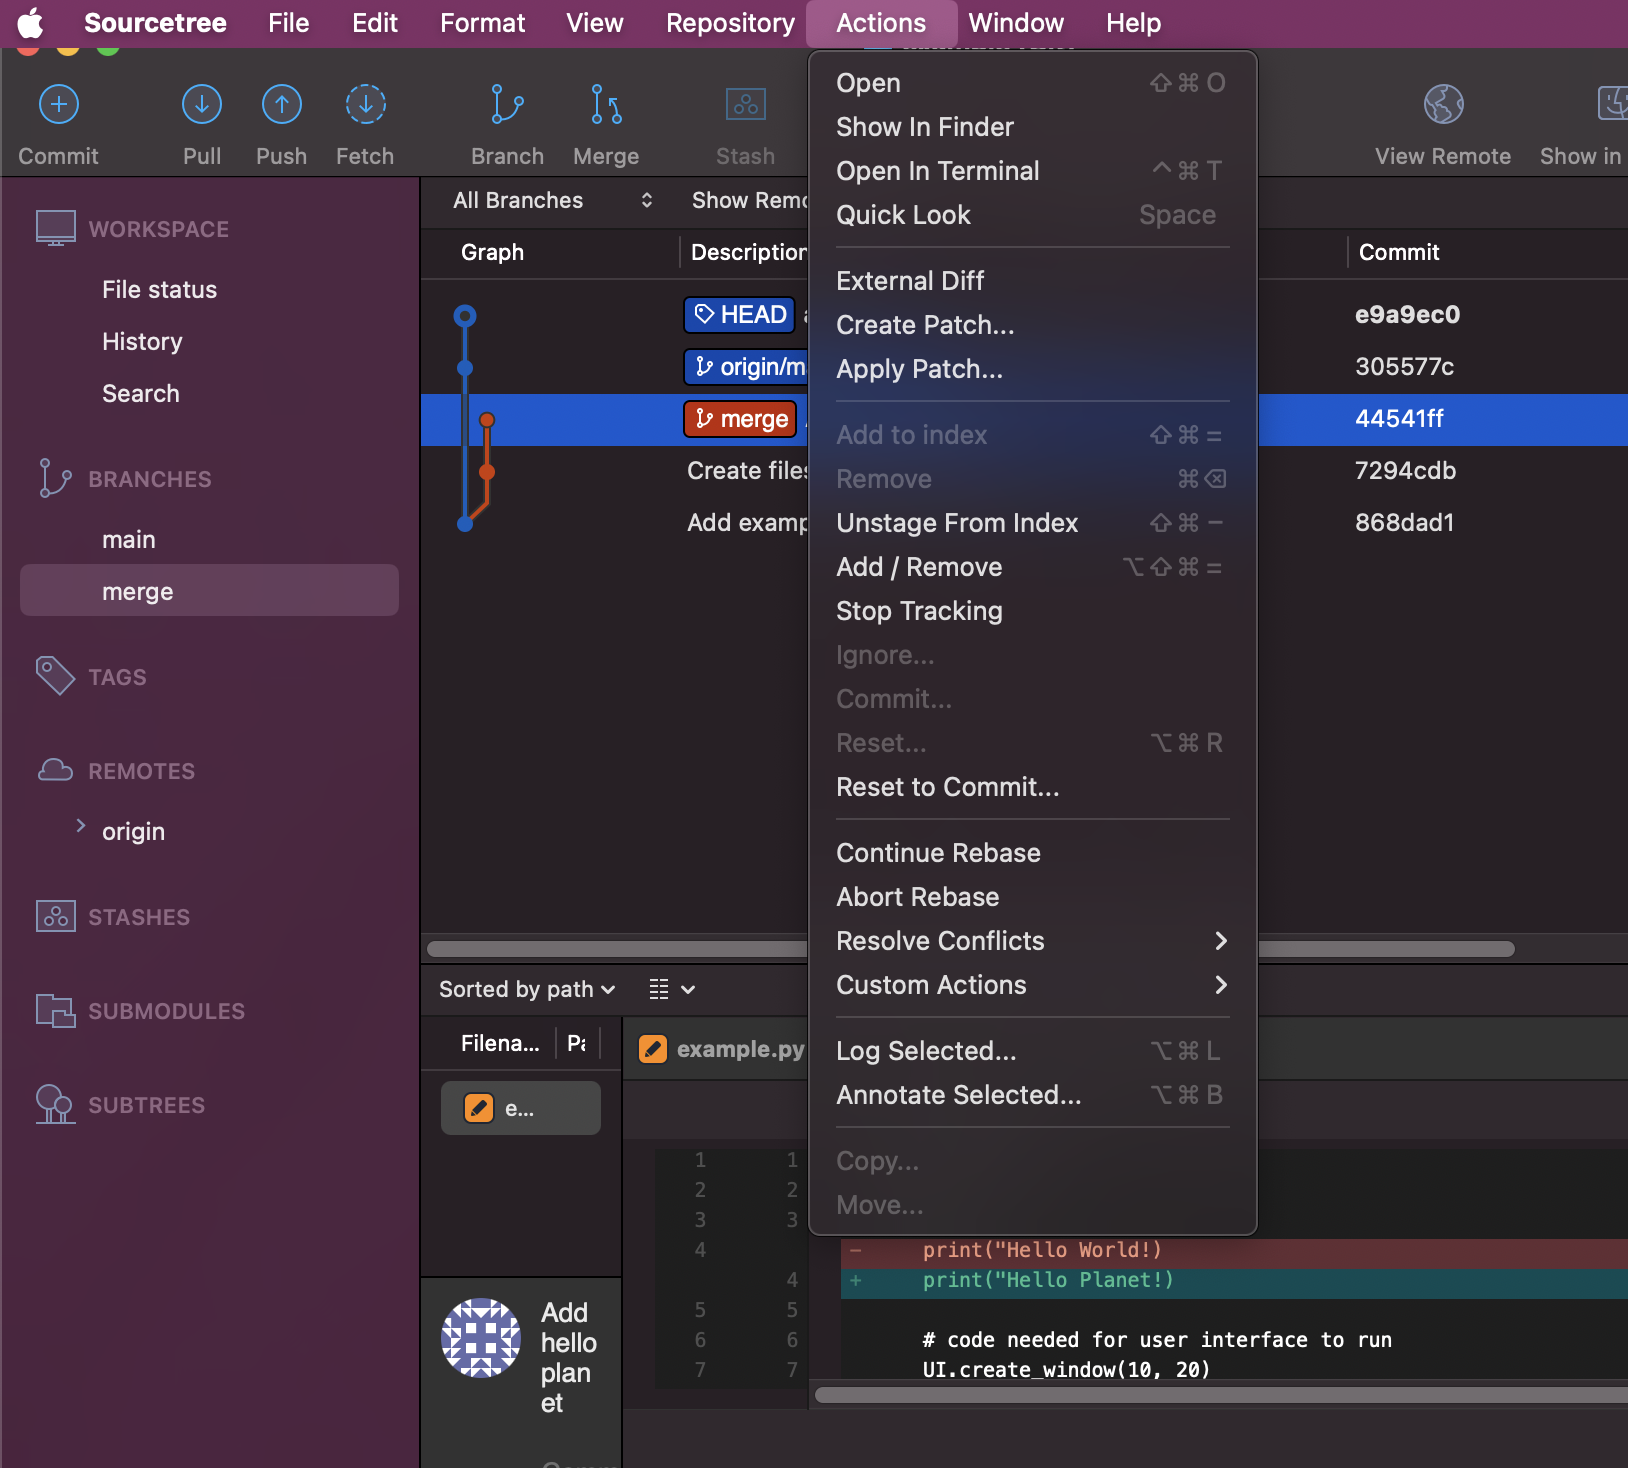 Sourcetree File Edit Format View Repository Actions Window Help
Commit Pull Push Fetch Branch Merge Stash View Remote Show in
WORKSPACE
File status
History
Search
BRANCHES
main
merge
TAGS
REMOTES
origin
STASHES
SUBMODULES
SUBTREES
All Branches Show Remo
Graph Description Commit
HEAD e9a9ec0
origin/m 305577c
merge 44541ff
Create files 7294cdb
Add examp 868dad1
Open ⇧⌘O
Show In Finder
Open In Terminal ^⌘T
Quick Look Space
External Diff
Create Patch...
Apply Patch...
Add to index ⇧⌘=
Remove ⌘⌫
Unstage From Index ⇧⌘−
Add / Remove ⌥⇧⌘=
Stop Tracking
Ignore...
Commit...
Reset... ⌥⌘R
Reset to Commit...
Continue Rebase
Abort Rebase
Resolve Conflicts
Custom Actions
Log Selected... ⌥⌘L
Annotate Selected... ⌥⌘B
Copy...
Move...
Sorted by path
Filena... Pa
e...
example.py
1 1
2 2
3 3
4 - print("Hello World!)
4 + print("Hello Planet!)
5 5
6 6 # code needed for user interface to run
7 7 UI.create_window(10, 20)
Add
hello
plan
et